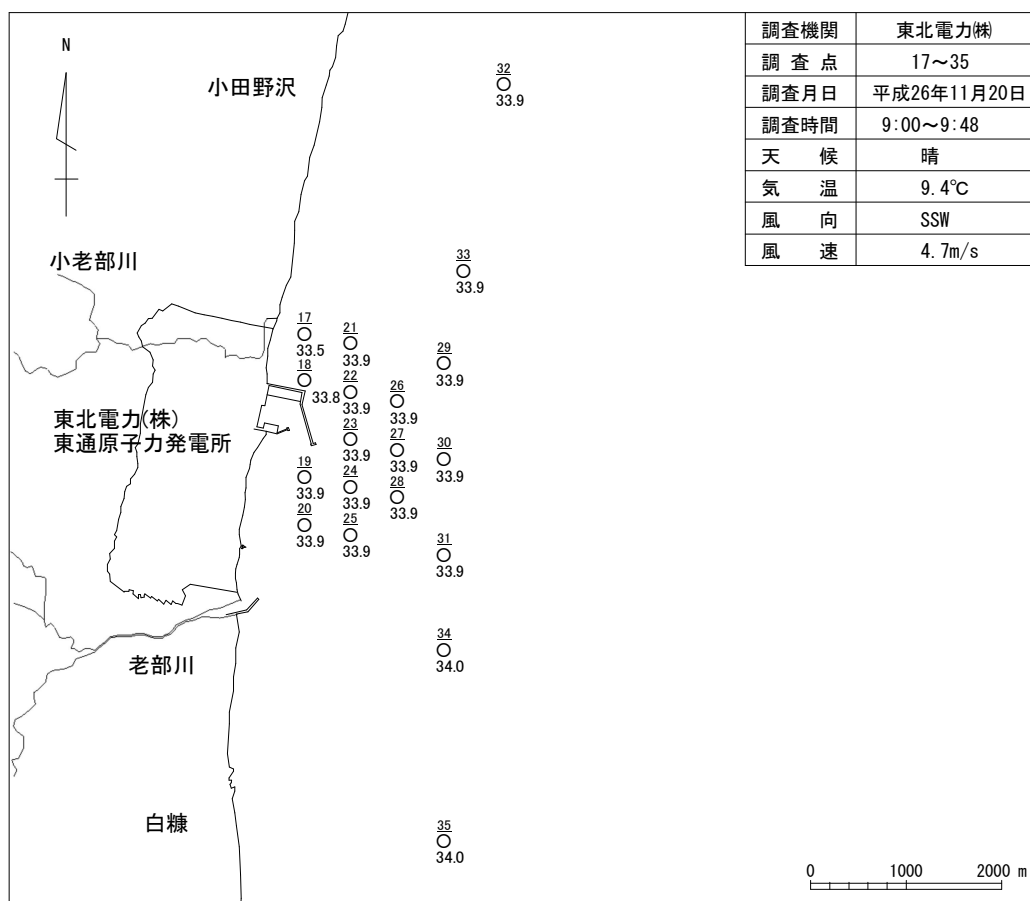 調査機関 東北電力㈱
調査点 17～35
調査月日 平成26年11月20日
調査時間 9:00～9:48
天候 晴
気温 9.4℃
風向 SSW
風速 4.7m/s
N
小田野沢
32
33.9
小老部川
33
33.9
17
33.5
21
33.9
29
33.9
18
33.8
22
33.9
26
33.9
東北電力(株)
東通原子力発電所
23
33.9
27
33.9
30
33.9
19
33.9
24
33.9
28
33.9
20
33.9
25
33.9
31
33.9
34
34.0
老部川
白糠
35
34.0
0 1000 2000 m